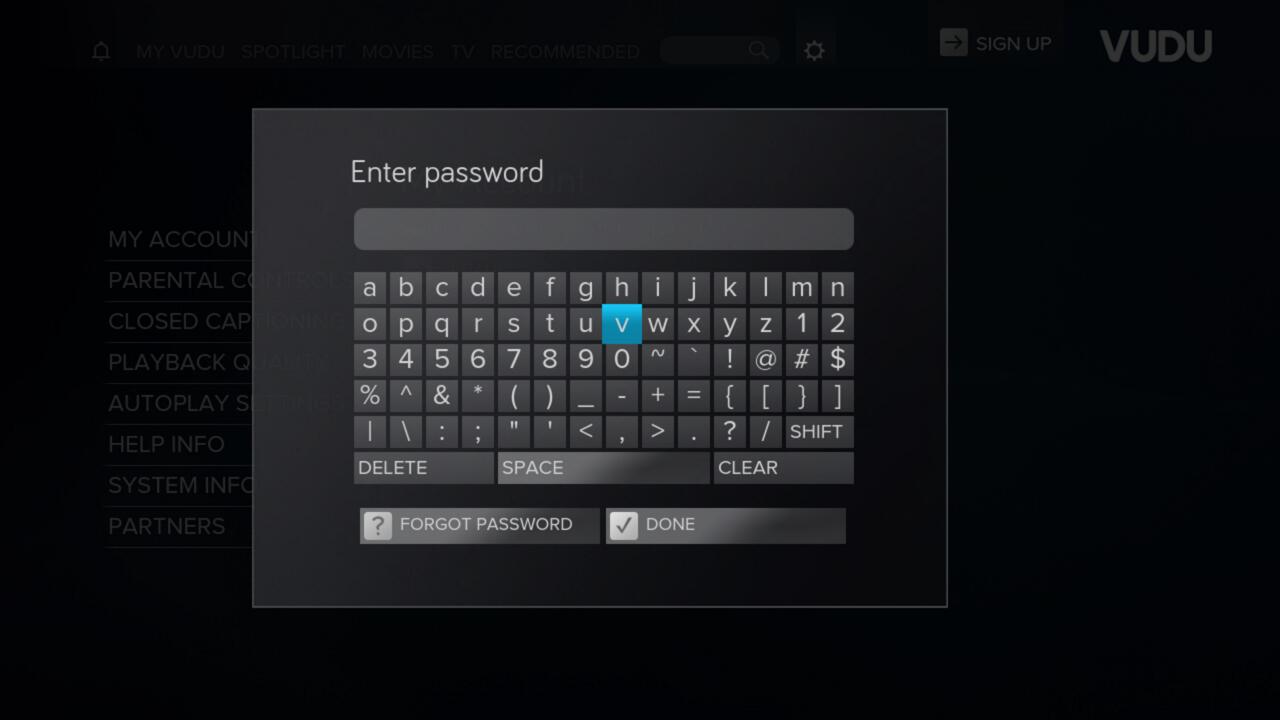 MY VUDU SPOTLIGHT MOVIES TV RECOMMENDED SIGN UP VUDU
Enter password
MY ACCOUNT
PARENTAL CONTROLS
CLOSED CAPTIONING
PLAYBACK QUALITY
AUTOPLAY SETTINGS
HELP INFO
SYSTEM INFO
PARTNERS
a b c d e f g h i j k l m n
o p q r s t u v w x y z 1 2
3 4 5 6 7 8 9 0 ~ ` ! @ # $
% ^ & * ( ) _ - + = { [ } ]
| \ : ; " ' < , > . ? / SHIFT
DELETE SPACE CLEAR
? FORGOT PASSWORD ✓ DONE